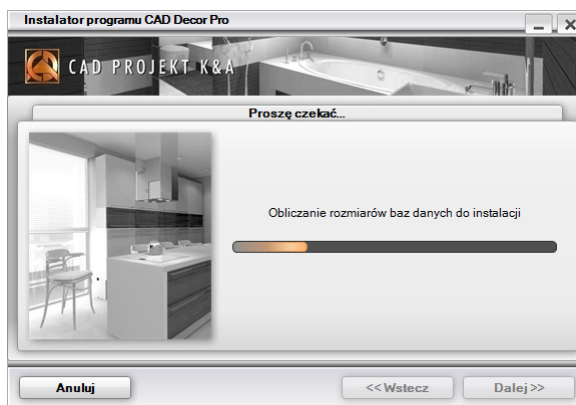 Instalator programu CAD Decor Pro
CAD PROJEKT K&A
Proszę czekać...
Obliczanie rozmiarów baz danych do instalacji
Anuluj
<< Wstecz
Dalej >>